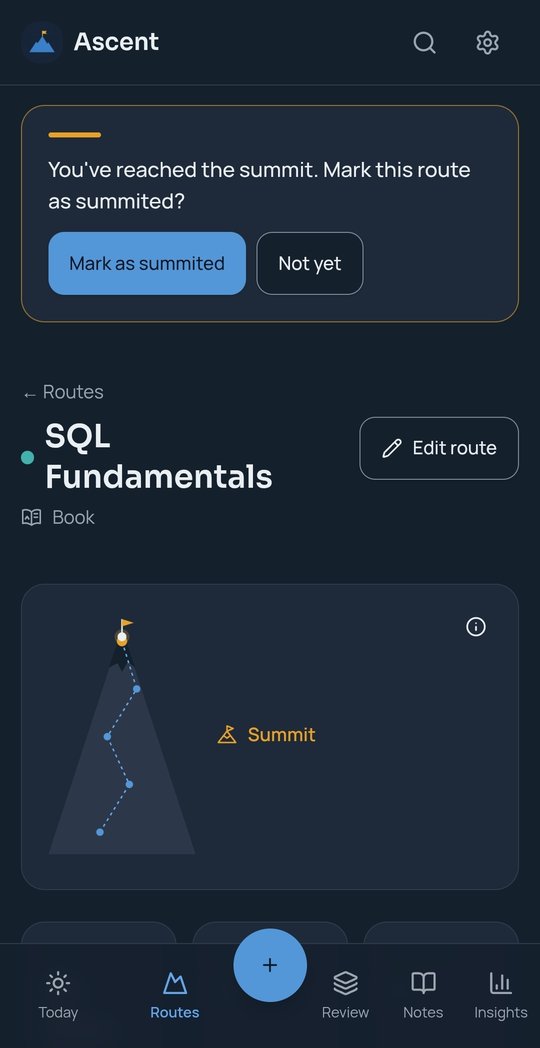 Ascent
You've reached the summit. Mark this route
as summited?
Mark as summited
Not yet
← Routes
SQL
Fundamentals
Edit route
Book
Summit
Today
Routes
+
Review
Notes
Insights